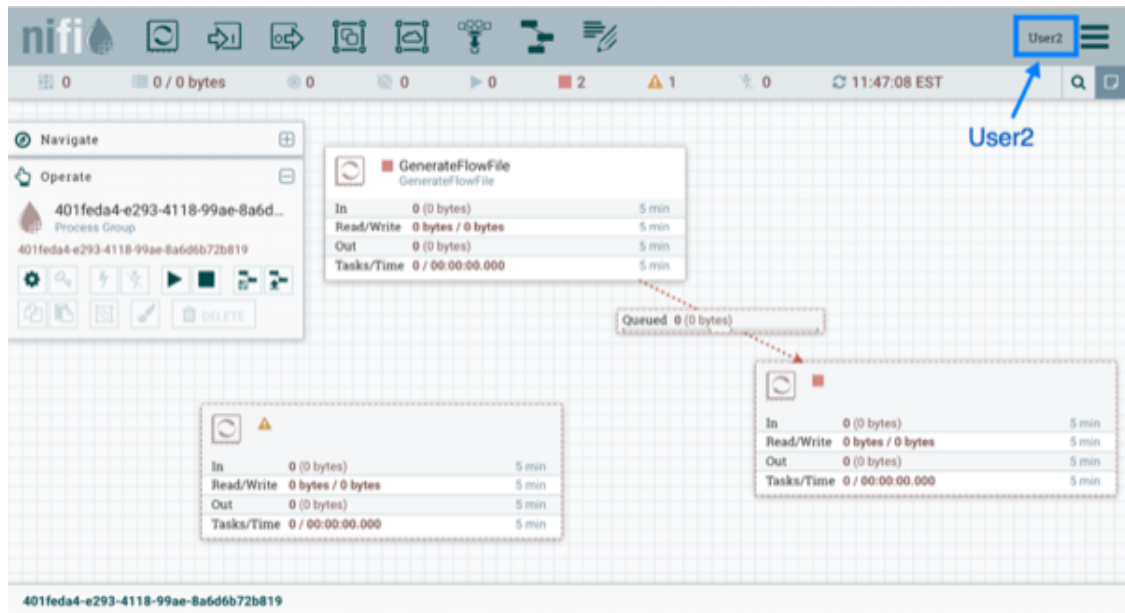 nifi
User2
0
0 / 0 bytes
0
0
0
2
1
0
11:47:08 EST
User2
Navigate
Operate
401feda4-e293-4118-99ae-8a6d...
Process Group
401feda4-e293-4118-99ae-8a6d6b72b819
DELETE
GenerateFlowFile
GenerateFlowFile
In 0 (0 bytes) 5 min
Read/Write 0 bytes / 0 bytes 5 min
Out 0 (0 bytes) 5 min
Tasks/Time 0 / 00:00:00.000 5 min
Queued 0 (0 bytes)
In 0 (0 bytes) 5 min
Read/Write 0 bytes / 0 bytes 5 min
Out 0 (0 bytes) 5 min
Tasks/Time 0 / 00:00:00.000 5 min
In 0 (0 bytes) 5 min
Read/Write 0 bytes / 0 bytes 5 min
Out 0 (0 bytes) 5 min
Tasks/Time 0 / 00:00:00.000 5 min
401feda4-e293-4118-99ae-8a6d6b72b819